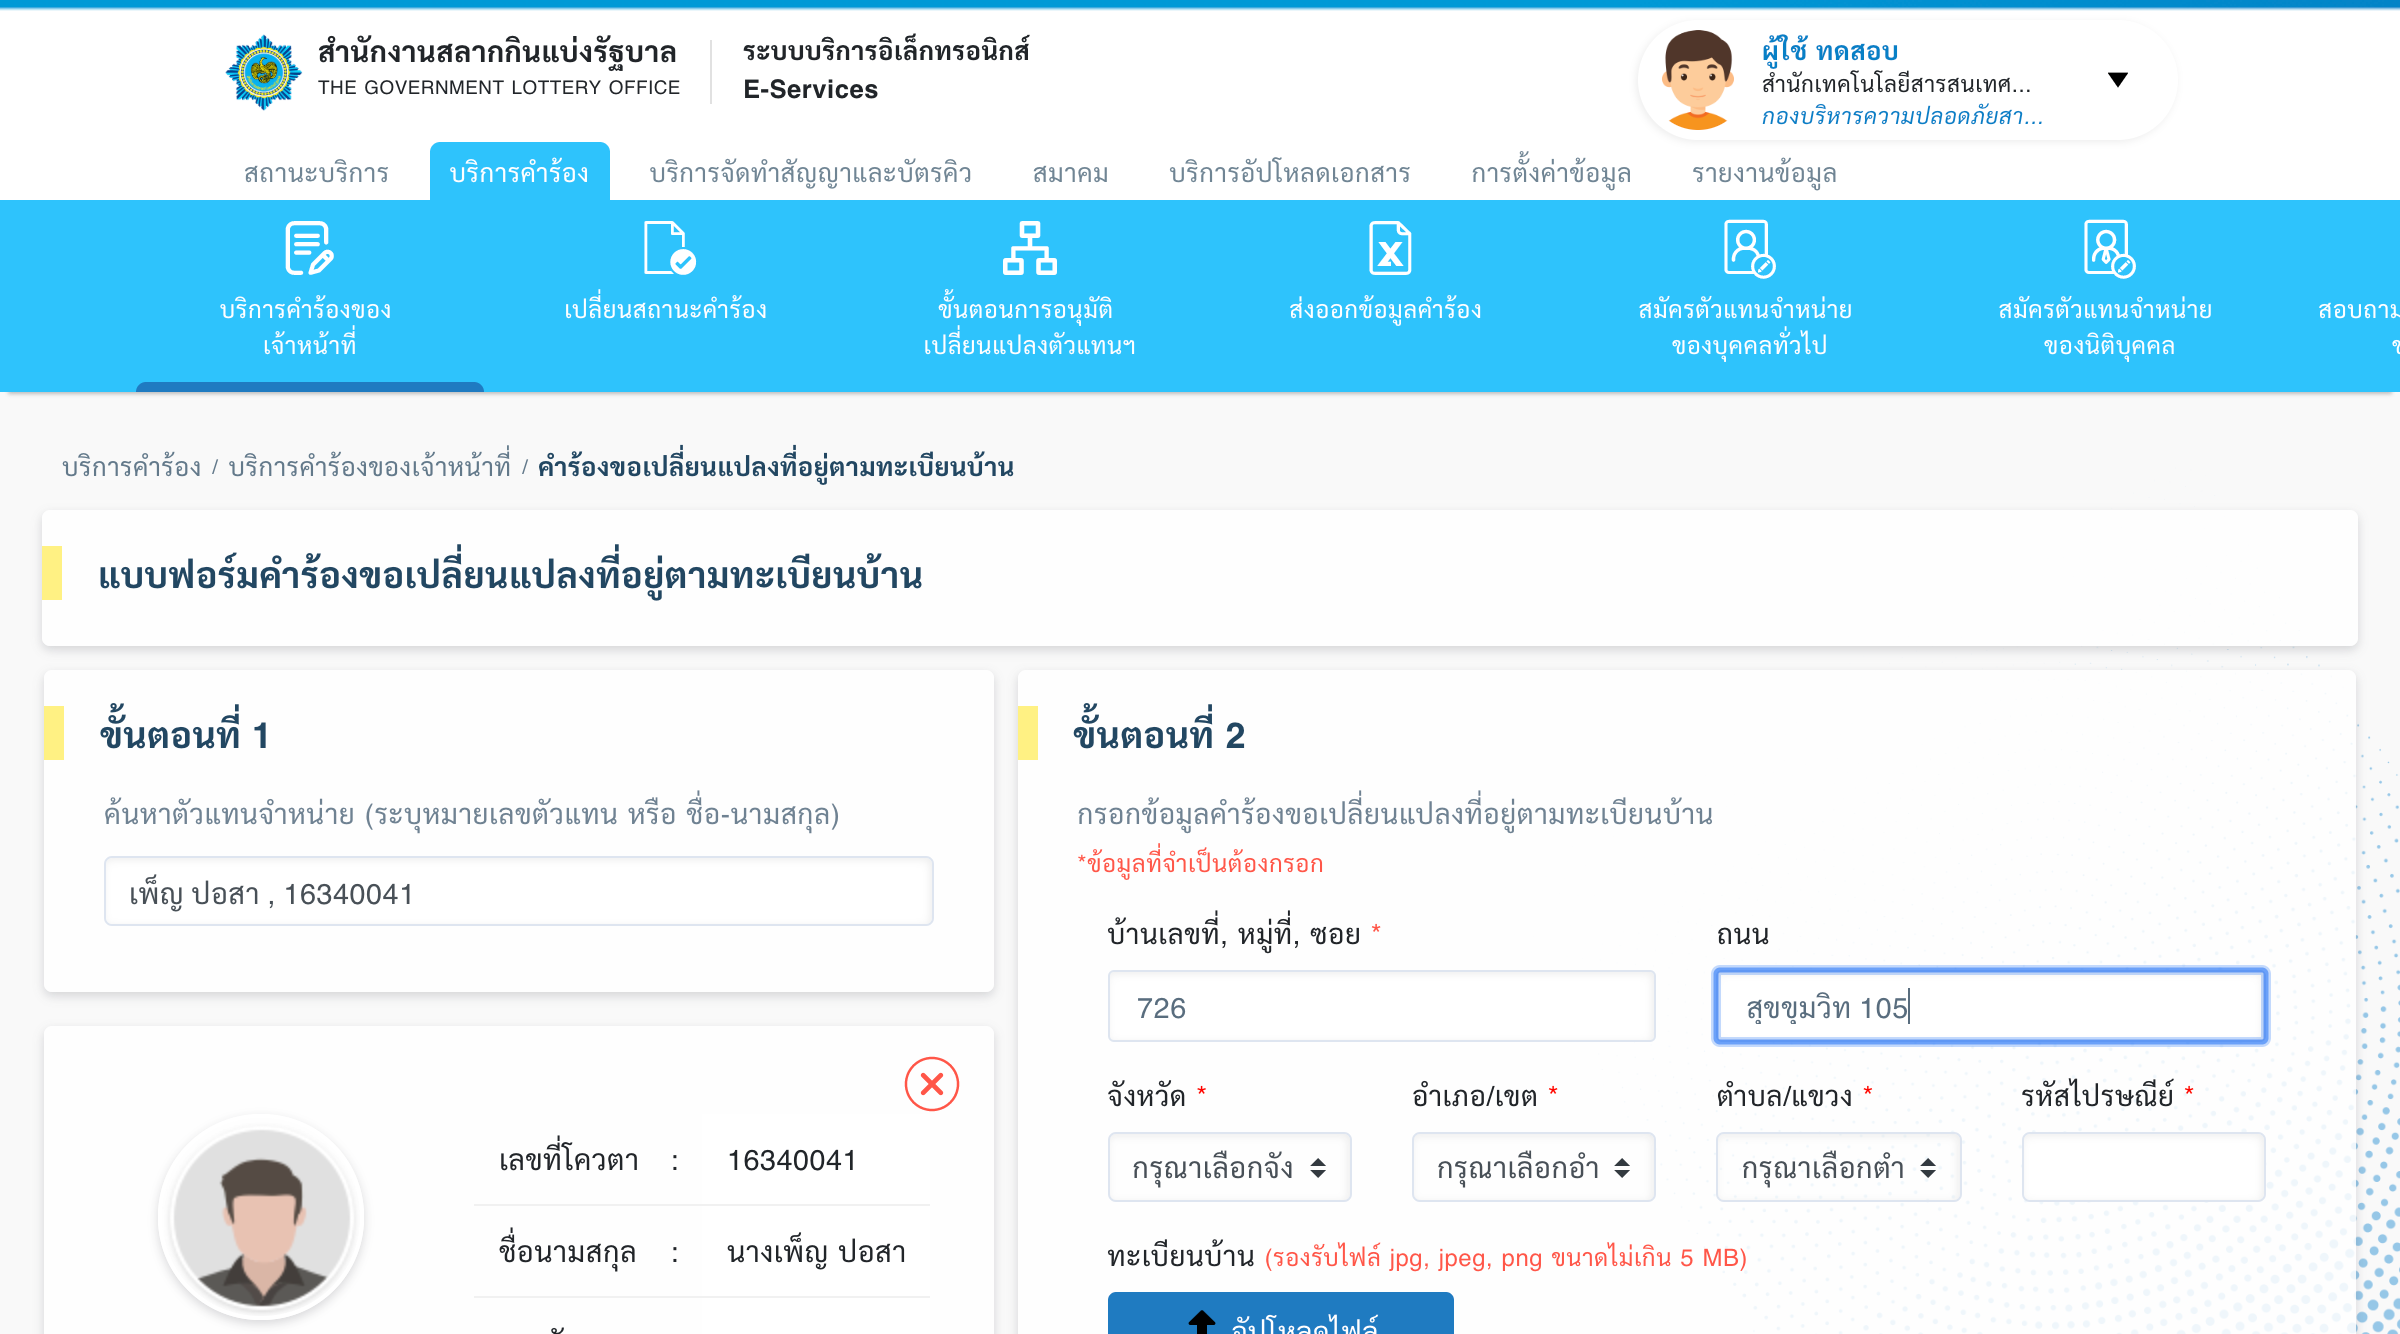 สำนักงานสลากกินแบ่งรัฐบาล
THE GOVERNMENT LOTTERY OFFICE
ระบบบริการอิเล็กทรอนิกส์
E-Services
ผู้ใช้ ทดสอบ
สำนักเทคโนโลยีสารสนเทศ...
กองบริหารความปลอดภัยสา...
สถานะบริการ บริการคำร้อง บริการจัดทำสัญญาและบัตรคิว สมาคม บริการอัปโหลดเอกสาร การตั้งค่าข้อมูล รายงานข้อมูล
บริการคำร้องของ
เจ้าหน้าที่
เปลี่ยนสถานะคำร้อง
ขั้นตอนการอนุมัติ
เปลี่ยนแปลงตัวแทนฯ
ส่งออกข้อมูลคำร้อง
สมัครตัวแทนจำหน่าย
ของบุคคลทั่วไป
สมัครตัวแทนจำหน่าย
ของนิติบุคคล
สอบถาม
บริการคำร้อง / บริการคำร้องของเจ้าหน้าที่ / คำร้องขอเปลี่ยนแปลงที่อยู่ตามทะเบียนบ้าน
แบบฟอร์มคำร้องขอเปลี่ยนแปลงที่อยู่ตามทะเบียนบ้าน
ขั้นตอนที่ 1
ค้นหาตัวแทนจำหน่าย (ระบุหมายเลขตัวแทน หรือ ชื่อ-นามสกุล)
เพ็ญ ปอสา , 16340041
เลขที่โควตา : 16340041
ชื่อนามสกุล : นางเพ็ญ ปอสา
ขั้นตอนที่ 2
กรอกข้อมูลคำร้องขอเปลี่ยนแปลงที่อยู่ตามทะเบียนบ้าน
*ข้อมูลที่จำเป็นต้องกรอก
บ้านเลขที่, หมู่ที่, ซอย * ถนน
726 สุขขุมวิท 105
จังหวัด * อำเภอ/เขต * ตำบล/แขวง * รหัสไปรษณีย์ *
กรุณาเลือกจัง กรุณาเลือกอำ กรุณาเลือกตำ
ทะเบียนบ้าน (รองรับไฟล์ jpg, jpeg, png ขนาดไม่เกิน 5 MB)
อัปโหลดไฟล์